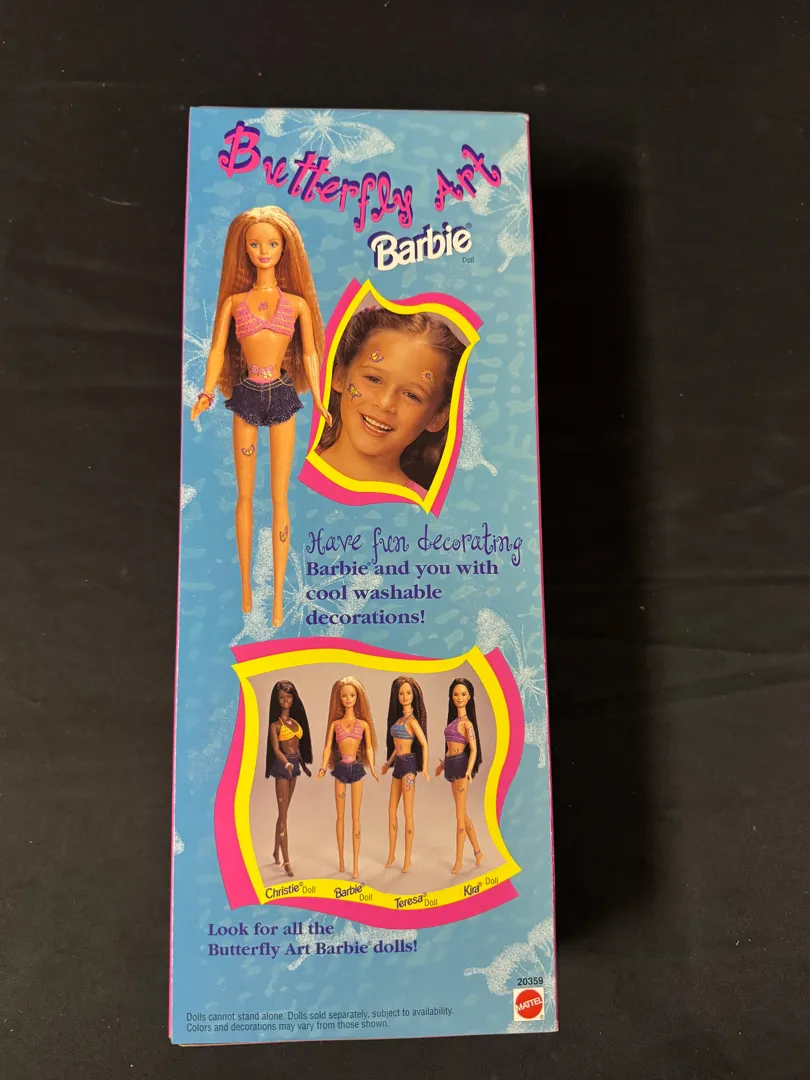 Butterfly Art
Barbie®
Doll
Have fun decorating
Barbie® and you with
cool washable
decorations!
Christie® Doll
Barbie® Doll
Teresa® Doll
Kira® Doll
Look for all the
Butterfly Art Barbie® dolls!
20359
MATTEL
Dolls cannot stand alone. Dolls sold separately, subject to availability.
Colors and decorations may vary from those shown.